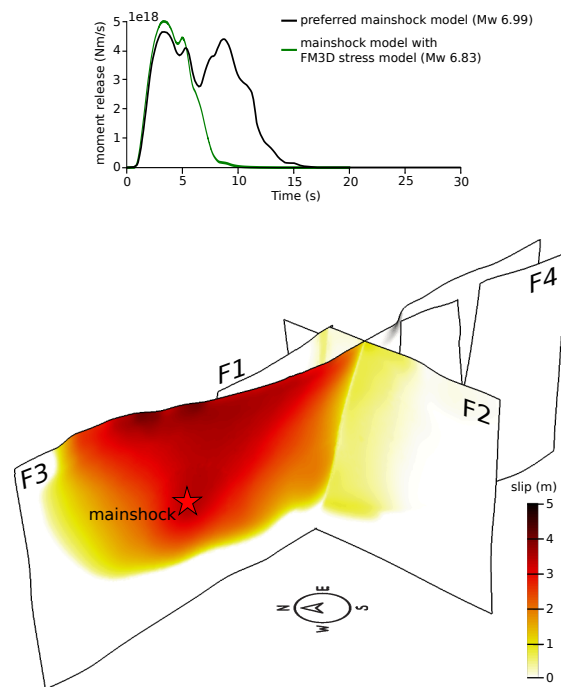 1e18
5
4
3
2
1
0
moment release (Nm/s)
0 5 10 15 20 25 30
Time (s)
preferred mainshock model (Mw 6.99)
mainshock model with
FM3D stress model (Mw 6.83)
F4
F1
F2
F3
mainshock
slip (m)
5
4
3
2
1
0
E
N S
W